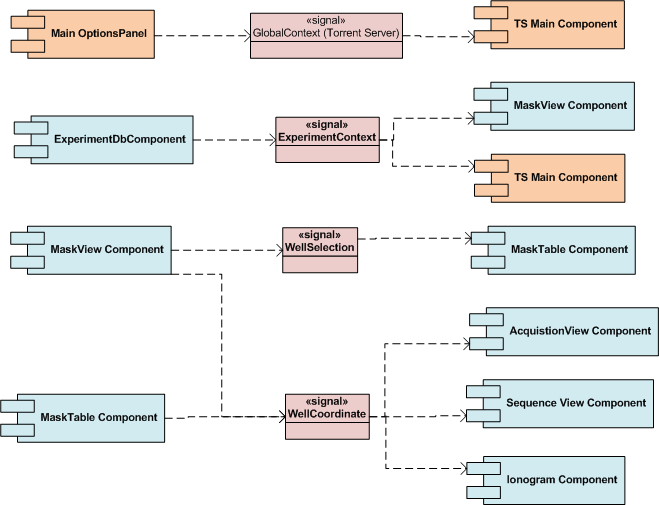 Main OptionsPanel
«signal»
GlobalContext (Torrent Server)
TS Main Component
ExperimentDbComponent
«signal»
ExperimentContext
MaskView Component
TS Main Component
MaskView Component
«signal»
WellSelection
MaskTable Component
MaskTable Component
«signal»
WellCoordinate
AcquistionView Component
Sequence View Component
Ionogram Component